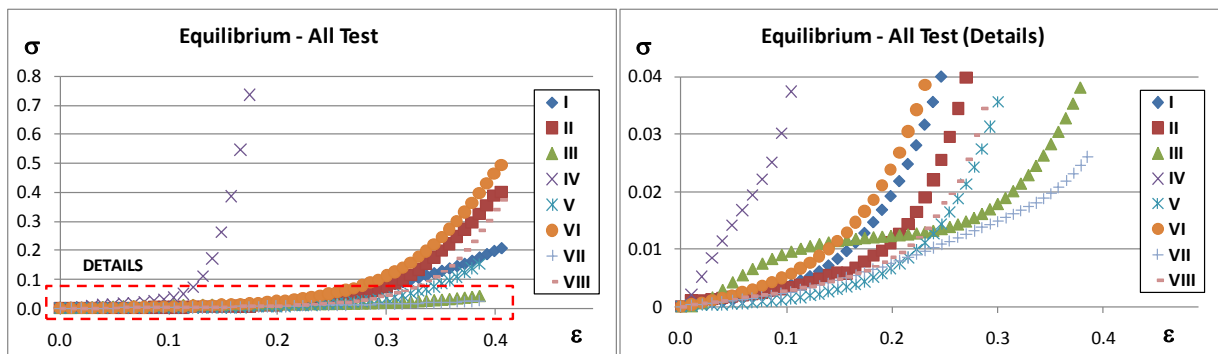 Equilibrium - All Test
σ
0.8
0.7
0.6
0.5
0.4
0.3
0.2
0.1
0.0
DETAILS
0.0 0.1 0.2 0.3 0.4 ε
I
II
III
IV
V
VI
VII
VIII
Equilibrium - All Test (Details)
σ
0.04
0.03
0.02
0.01
0
0.0 0.1 0.2 0.3 0.4 ε
I
II
III
IV
V
VI
VII
VIII